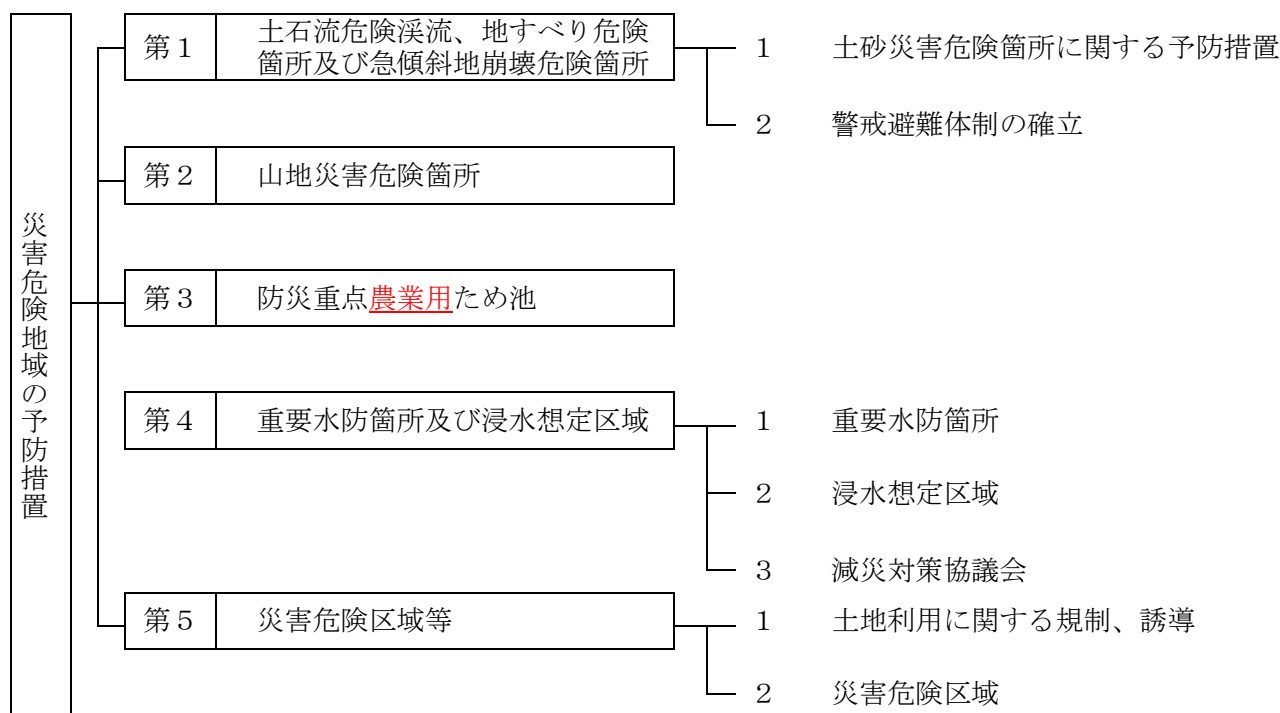 災害危険地域の予防措置
第１　土石流危険渓流、地すべり危険
箇所及び急傾斜地崩壊危険箇所
１　土砂災害危険箇所に関する予防措置
２　警戒避難体制の確立
第２　山地災害危険箇所
第３　防災重点農業用ため池
第４　重要水防箇所及び浸水想定区域
１　重要水防箇所
２　浸水想定区域
３　減災対策協議会
第５　災害危険区域等
１　土地利用に関する規制、誘導
２　災害危険区域